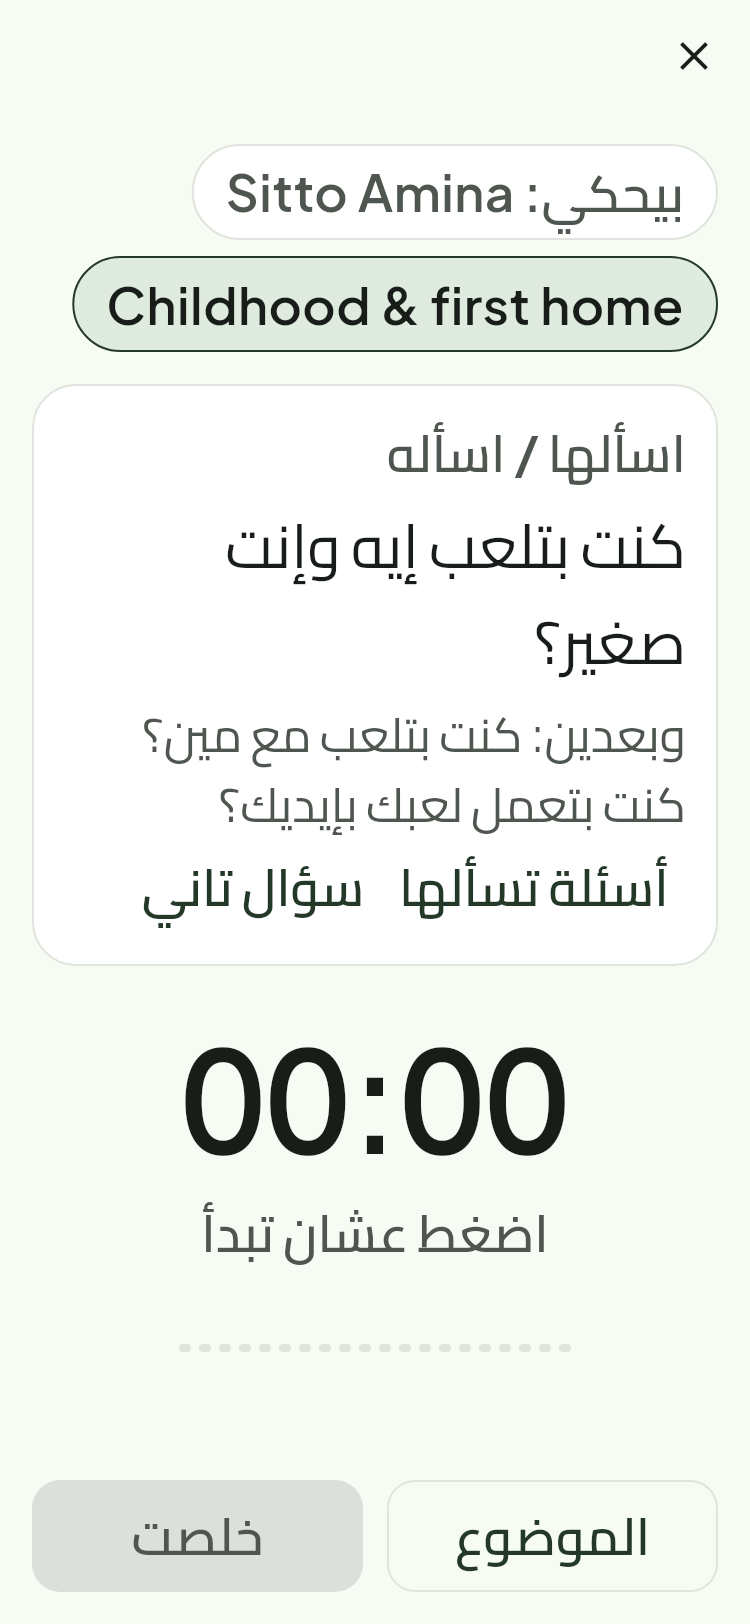 بيحكي: Sitto Amina
Childhood & first home
اسألها / اسأله
كنت بتلعب إيه وإنت
صغير؟
وبعدين: كنت بتلعب مع مين؟
كنت بتعمل لعبك بإيديك؟
أسئلة تسألها سؤال تاني
00:00
اضغط عشان تبدأ
الموضوع خلصت